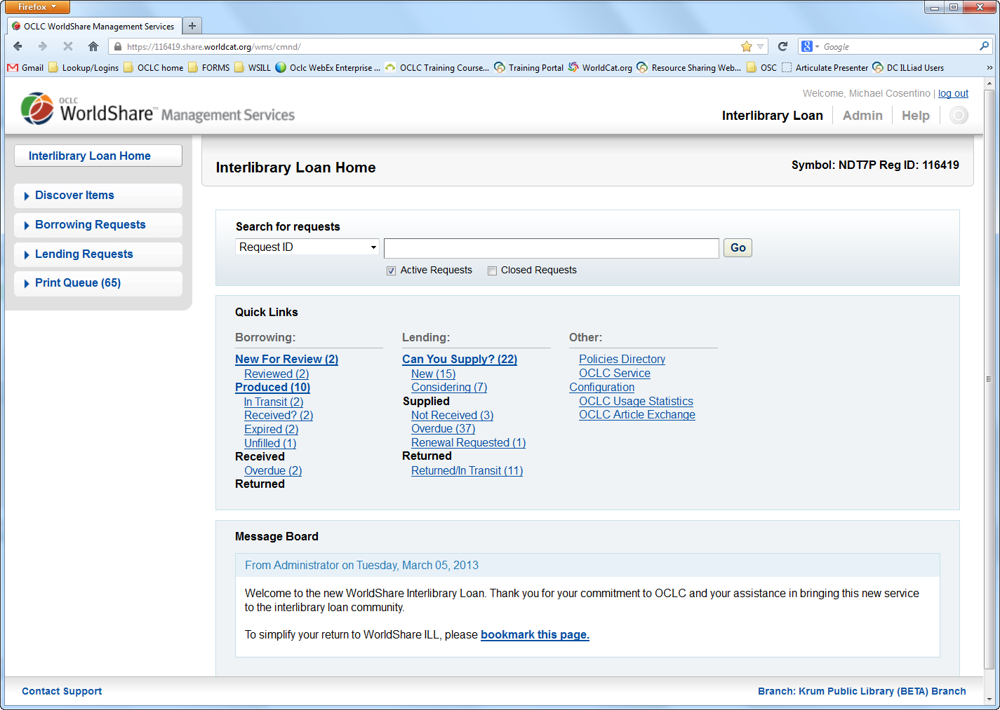 Firefox
OCLC WorldShare Management Services
https://116419.share.worldcat.org/wms/cmnd/
Google
Gmail Lookup/Logins OCLC home FORMS WSILL Oclc WebEx Enterprise ... OCLC Training Course... Training Portal WorldCat.org Resource Sharing Web... OSC Articulate Presenter DC ILLiad Users »
Welcome, Michael Cosentino | log out
OCLC
WorldShare™ Management Services
Interlibrary Loan Admin Help
Interlibrary Loan Home
Discover Items
Borrowing Requests
Lending Requests
Print Queue (65)
Interlibrary Loan Home
Symbol: NDT7P Reg ID: 116419
Search for requests
Request ID
Go
Active Requests Closed Requests
Quick Links
Borrowing:
New For Review (2)
Reviewed (2)
Produced (10)
In Transit (2)
Received? (2)
Expired (2)
Unfilled (1)
Received
Overdue (2)
Returned
Lending:
Can You Supply? (22)
New (15)
Considering (7)
Supplied
Not Received (3)
Overdue (37)
Renewal Requested (1)
Returned
Returned/In Transit (11)
Other:
Policies Directory
OCLC Service
Configuration
OCLC Usage Statistics
OCLC Article Exchange
Message Board
From Administrator on Tuesday, March 05, 2013
Welcome to the new WorldShare Interlibrary Loan. Thank you for your commitment to OCLC and your assistance in bringing this new service
to the interlibrary loan community.
To simplify your return to WorldShare ILL, please bookmark this page.
Contact Support
Branch: Krum Public Library (BETA) Branch